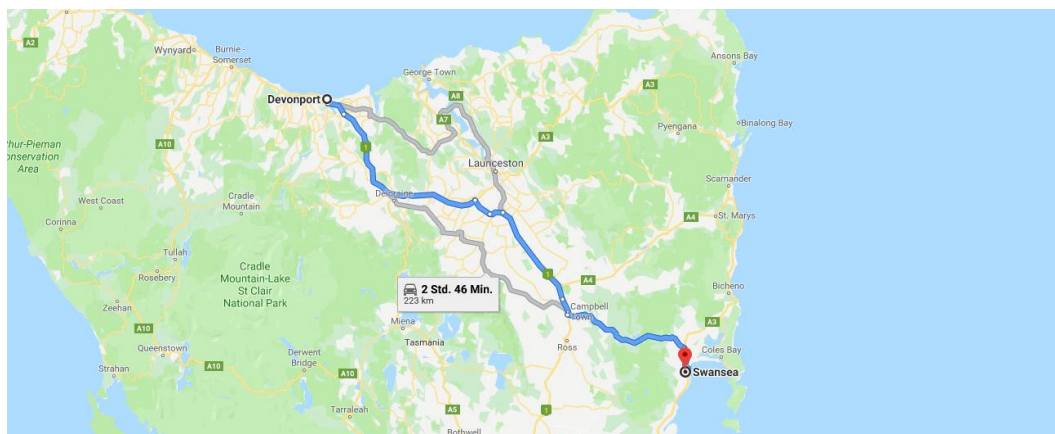 A2
Wynyard
Burnie -
Somerset
George Town
Ansons Bay
Devonport
A8
A3
A7
1
A10
Pyengana
Binalong Bay
A3
thur-Pieman
onservation
Area
Launceston
Deloraine
Scamander
Cradle
Mountain
West Coast
Corinna
A4
St. Marys
Tullah
Rosebery
Cradle
Mountain-Lake
St Clair
National Park
1
A4
2 Std. 46 Min.
223 km
Bicheno
Zeehan
Campbell
Town
Miena
A3
A10
Tasmania
Queenstown
Ross
Coles Bay
Derwent
Bridge
Strahan
A10
Swansea
Tarraleah
A5
1
Bothwell